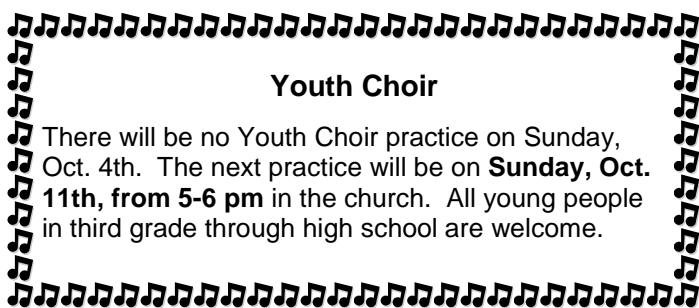 Youth Choir
There will be no Youth Choir practice on Sunday,
Oct. 4th.  The next practice will be on Sunday, Oct.
11th, from 5-6 pm in the church.  All young people
in third grade through high school are welcome.